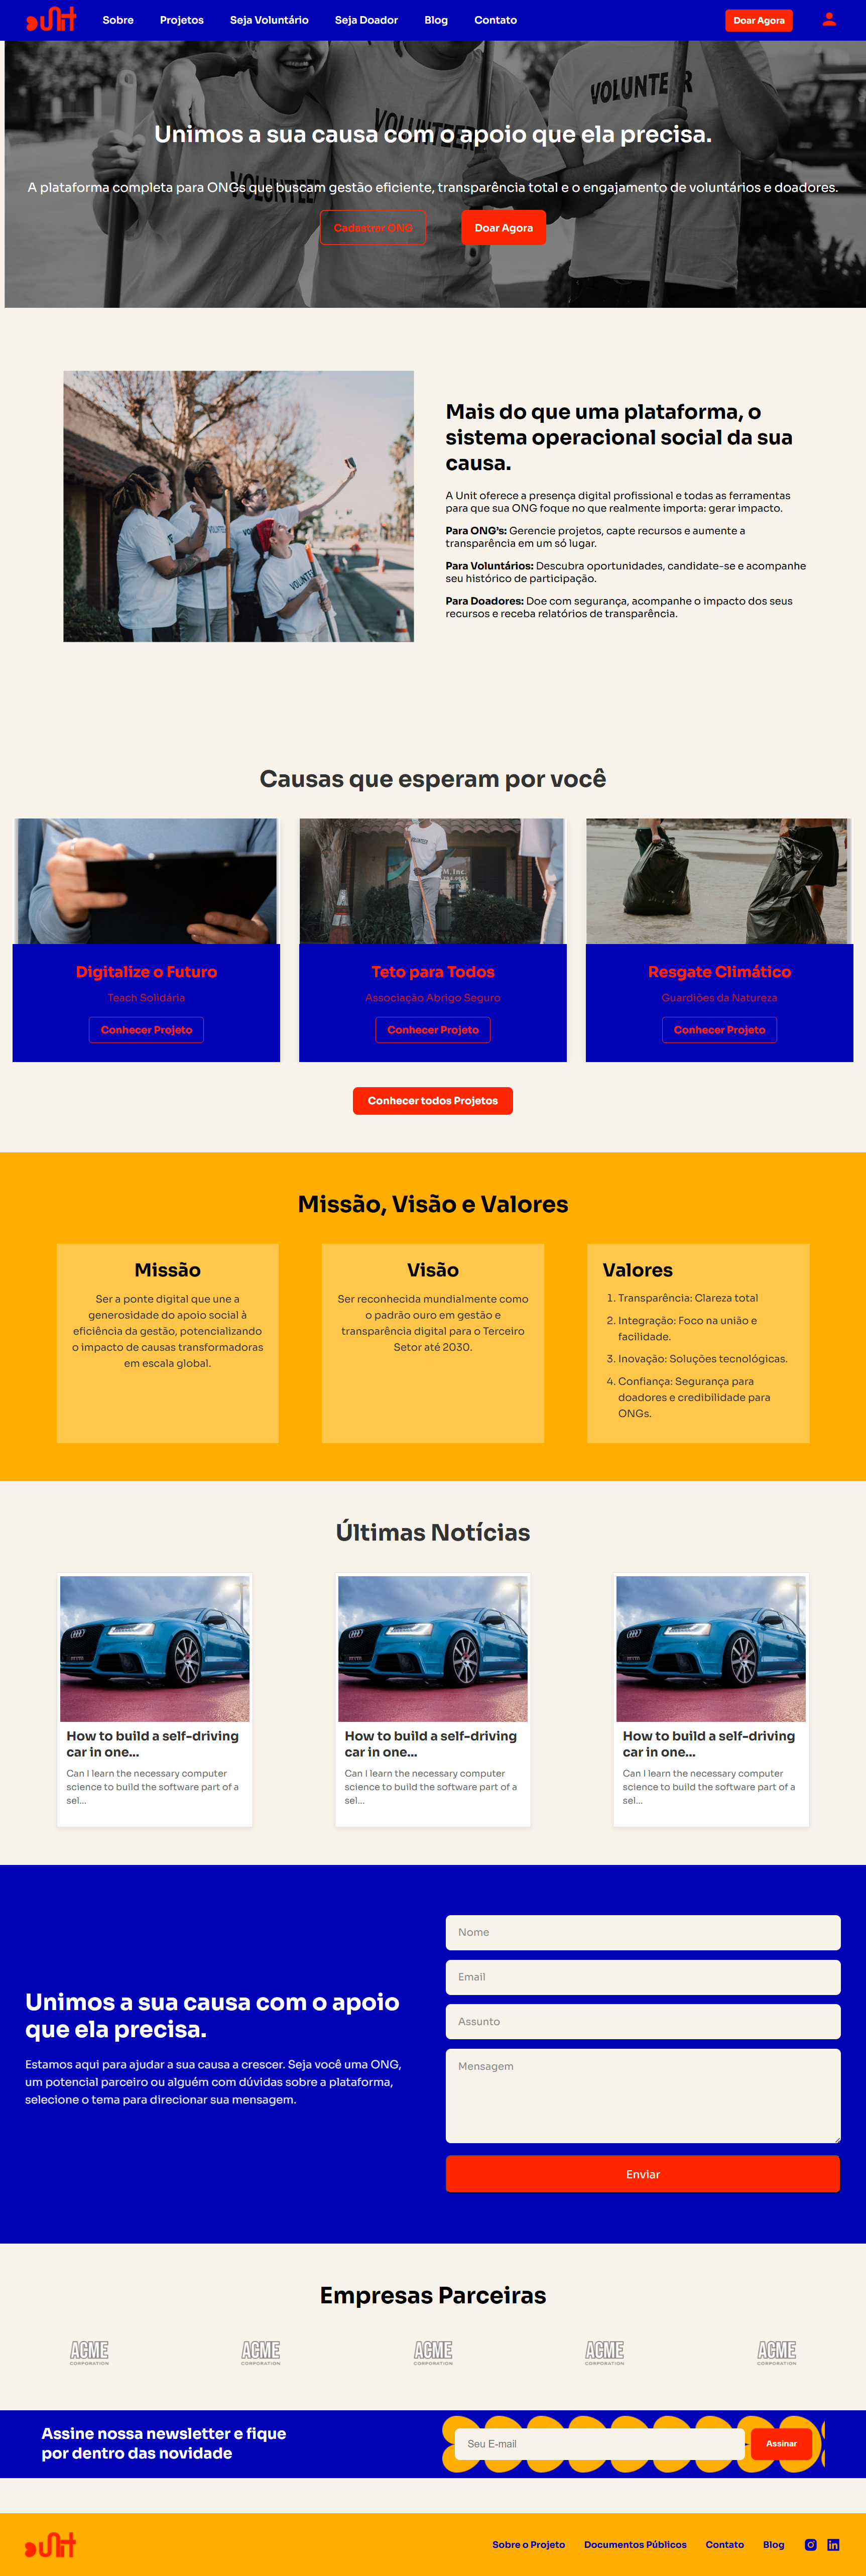 unit
Sobre Projetos Seja Voluntário Seja Doador Blog Contato Doar Agora
VOLUNTEER
VOLUNTEER
VOLUNTEER
Unimos a sua causa com o apoio que ela precisa.
A plataforma completa para ONGs que buscam gestão eficiente, transparência total e o engajamento de voluntários e doadores.
Cadastrar ONG
Doar Agora
VOLUNTEER
Mais do que uma plataforma, o
sistema operacional social da sua
causa.
A Unit oferece a presença digital profissional e todas as ferramentas
para que sua ONG foque no que realmente importa: gerar impacto.
Para ONG's: Gerencie projetos, capte recursos e aumente a
transparência em um só lugar.
Para Voluntários: Descubra oportunidades, candidate-se e acompanhe
seu histórico de participação.
Para Doadores: Doe com segurança, acompanhe o impacto dos seus
recursos e receba relatórios de transparência.
Causas que esperam por você
Digitalize o Futuro
Teach Solidária
Conhecer Projeto
Teto para Todos
Associação Abrigo Seguro
Conhecer Projeto
Resgate Climático
Guardiões da Natureza
Conhecer Projeto
Conhecer todos Projetos
Missão, Visão e Valores
Missão
Ser a ponte digital que une a
generosidade do apoio social à
eficiência da gestão, potencializando
o impacto de causas transformadoras
em escala global.
Visão
Ser reconhecida mundialmente como
o padrão ouro em gestão e
transparência digital para o Terceiro
Setor até 2030.
Valores
1. Transparência: Clareza total
2. Integração: Foco na união e
facilidade.
3. Inovação: Soluções tecnológicas.
4. Confiança: Segurança para
doadores e credibilidade para
ONGs.
Últimas Notícias
How to build a self-driving
car in one...
Can I learn the necessary computer
science to build the software part of a
sel...
How to build a self-driving
car in one...
Can I learn the necessary computer
science to build the software part of a
sel...
How to build a self-driving
car in one...
Can I learn the necessary computer
science to build the software part of a
sel...
Unimos a sua causa com o apoio
que ela precisa.
Estamos aqui para ajudar a sua causa a crescer. Seja você uma ONG,
um potencial parceiro ou alguém com dúvidas sobre a plataforma,
selecione o tema para direcionar sua mensagem.
Nome
Email
Assunto
Mensagem
Enviar
Empresas Parceiras
ACME
CORPORATION
ACME
CORPORATION
ACME
CORPORATION
ACME
CORPORATION
ACME
CORPORATION
Assine nossa newsletter e fique
por dentro das novidade
Seu E-mail
Assinar
unit
Sobre o Projeto Documentos Públicos Contato Blog